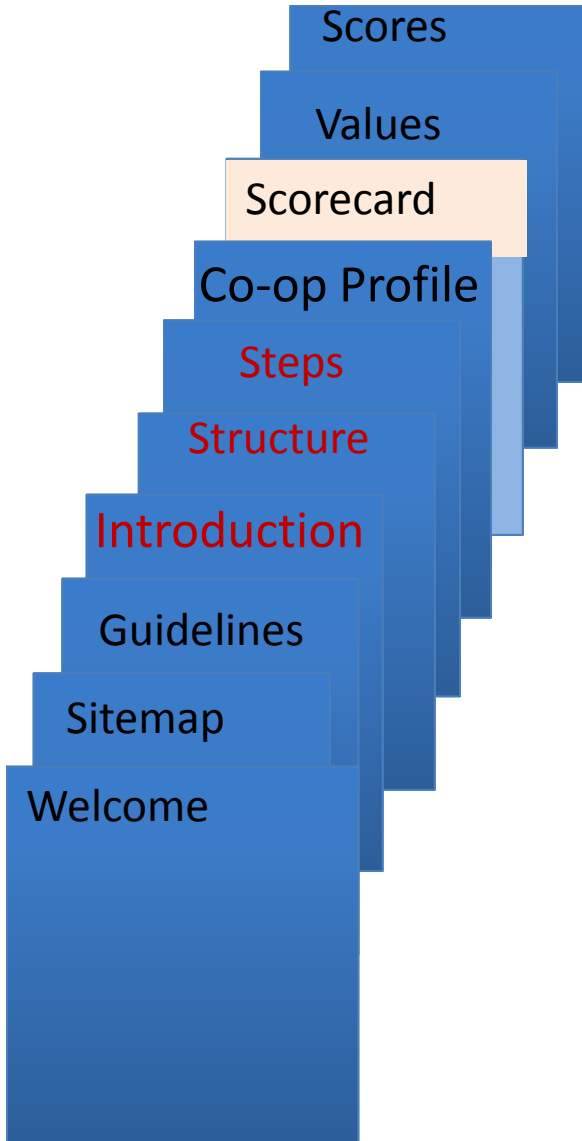 Scores
Values
Scorecard
Co-op Profile
Steps
Structure
Introduction
Guidelines
Sitemap
Welcome